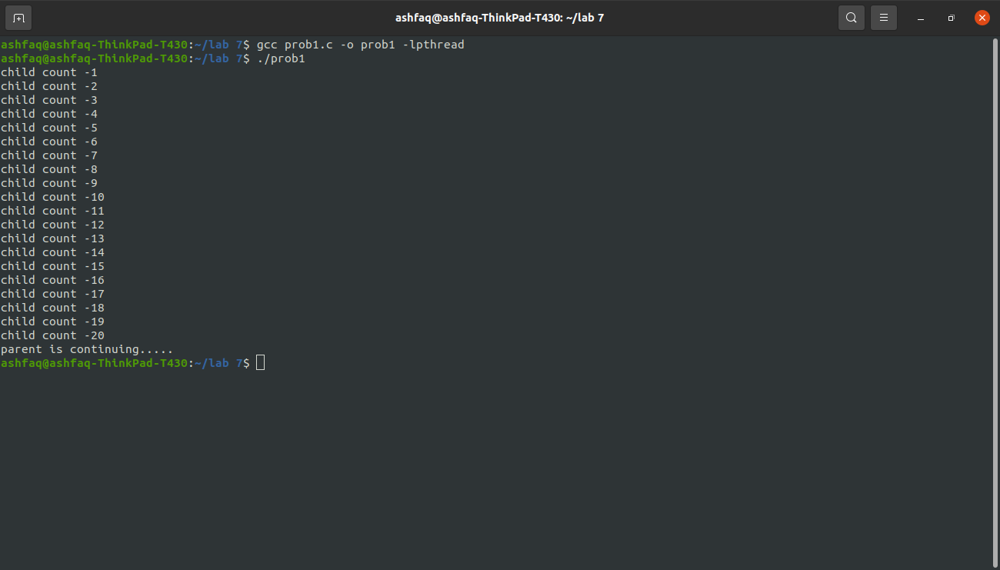 ashfaq@ashfaq-ThinkPad-T430: ~/lab 7
ashfaq@ashfaq-ThinkPad-T430:~/lab 7$ gcc prob1.c -o prob1 -lpthread
ashfaq@ashfaq-ThinkPad-T430:~/lab 7$ ./prob1
child count -1
child count -2
child count -3
child count -4
child count -5
child count -6
child count -7
child count -8
child count -9
child count -10
child count -11
child count -12
child count -13
child count -14
child count -15
child count -16
child count -17
child count -18
child count -19
child count -20
parent is continuing.....
ashfaq@ashfaq-ThinkPad-T430:~/lab 7$